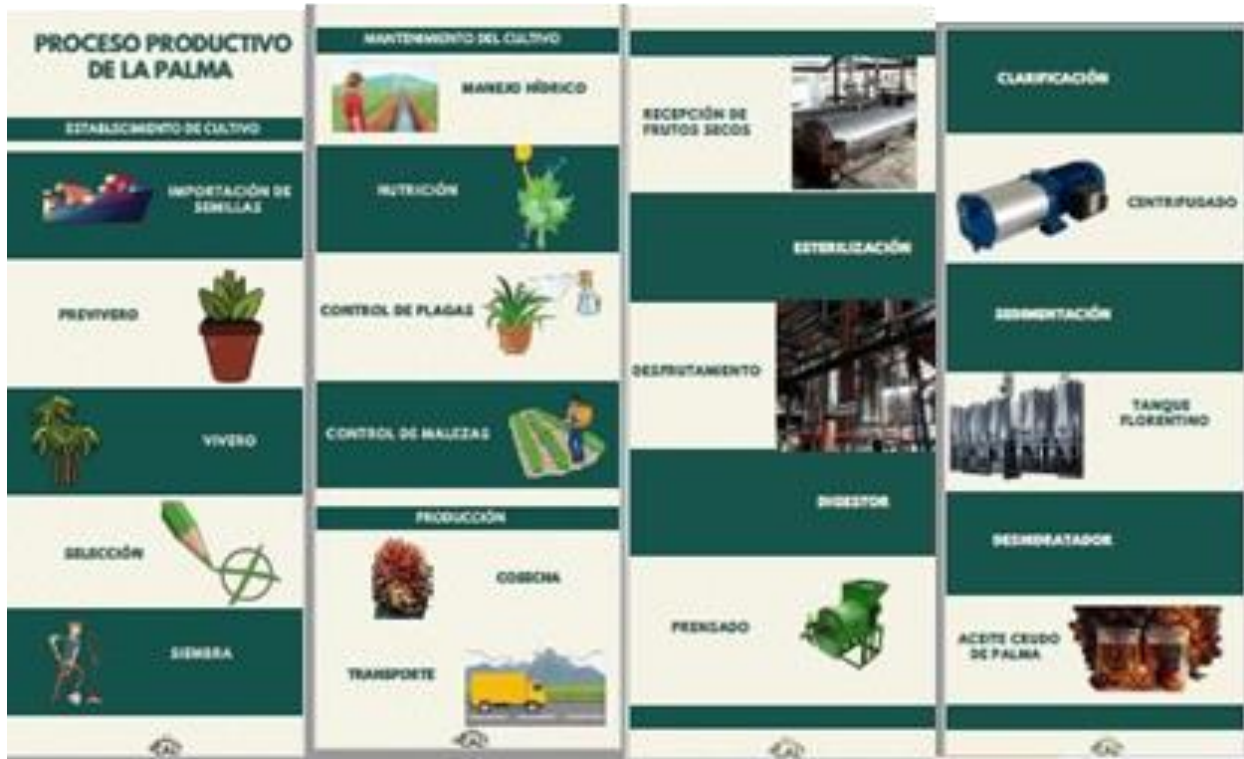 PROCESO PRODUCTIVO
DE LA PALMA
ESTABLECIMIENTO DE CULTIVO
IMPORTACIÓN DE
SEMILLAS
PREVIVERO
VIVERO
SELECCIÓN
SIEMBRA
MANTENIMIENTO DEL CULTIVO
MANEJO HÍDRICO
NUTRICIÓN
CONTROL DE PLAGAS
CONTROL DE MALEZAS
PRODUCCIÓN
COSECHA
TRANSPORTE
RECEPCIÓN DE
FRUTOS SECOS
ESTERILIZACIÓN
DESFRUTAMIENTO
DIGESTOR
PRENSADO
CLARIFICACIÓN
CENTRIFUGADO
SEDIMENTACIÓN
TANQUE
FLORENTINO
DESHIDRATADOR
ACEITE CRUDO
DE PALMA